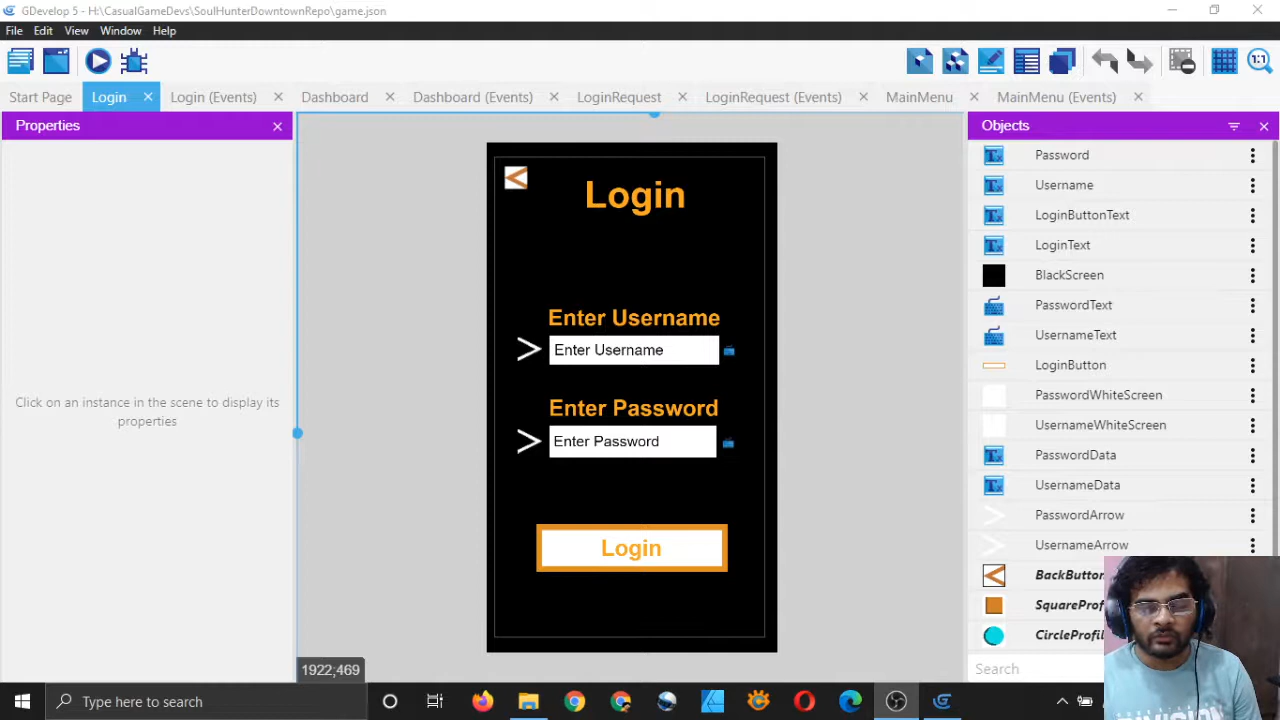 GDevelop 5 - H:\CasualGameDevs\SoulHunterDowntownRepo\game.json
File Edit View Window Help
1:1
Start Page Login Login (Events) Dashboard Dashboard (Events) LoginRequest LoginRequest (Events) MainMenu MainMenu (Events)
Properties
Click on an instance in the scene to display its
properties
Login
Enter Username
Enter Username
Enter Password
Enter Password
Login
1922;469
Objects
Password
Username
LoginButtonText
LoginText
BlackScreen
PasswordText
UsernameText
LoginButton
PasswordWhiteScreen
UsernameWhiteScreen
PasswordData
UsernameData
PasswordArrow
UsernameArrow
Search
Type here to search